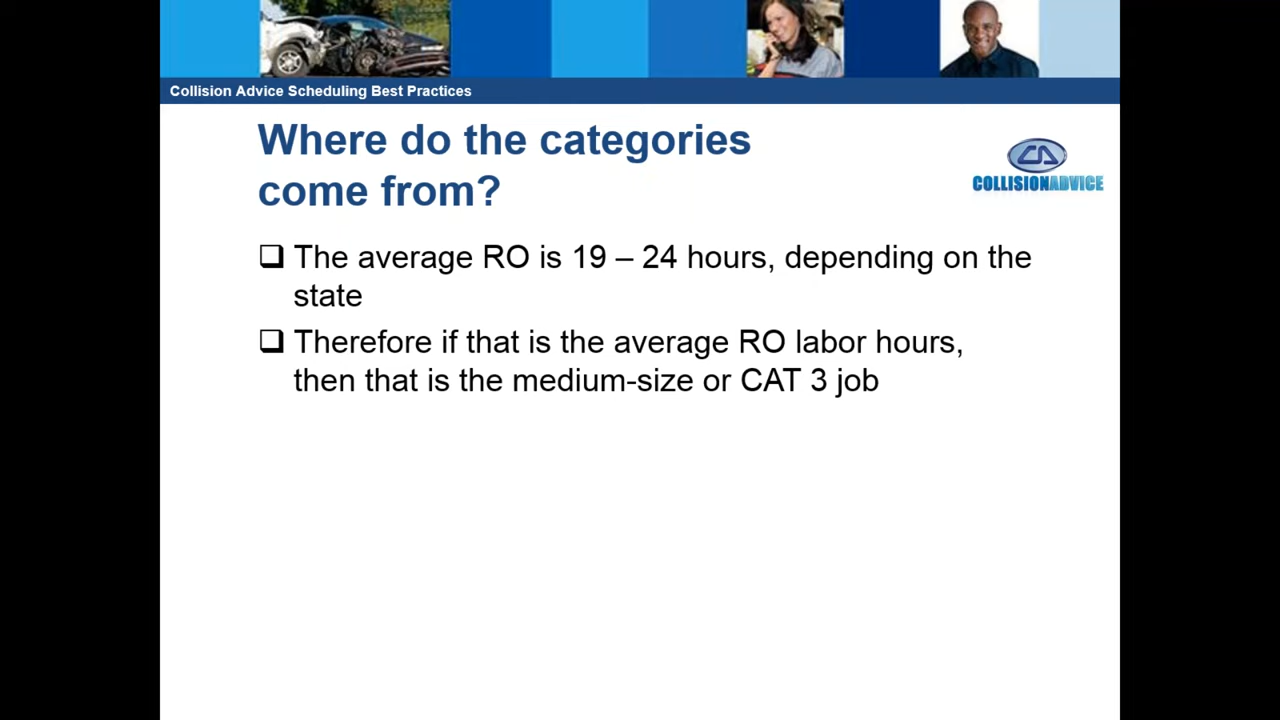 Collision Advice Scheduling Best Practices
Where do the categories
come from?
CA
COLLISIONADVICE
❑ The average RO is 19 – 24 hours, depending on the
state
❑ Therefore if that is the average RO labor hours,
then that is the medium-size or CAT 3 job